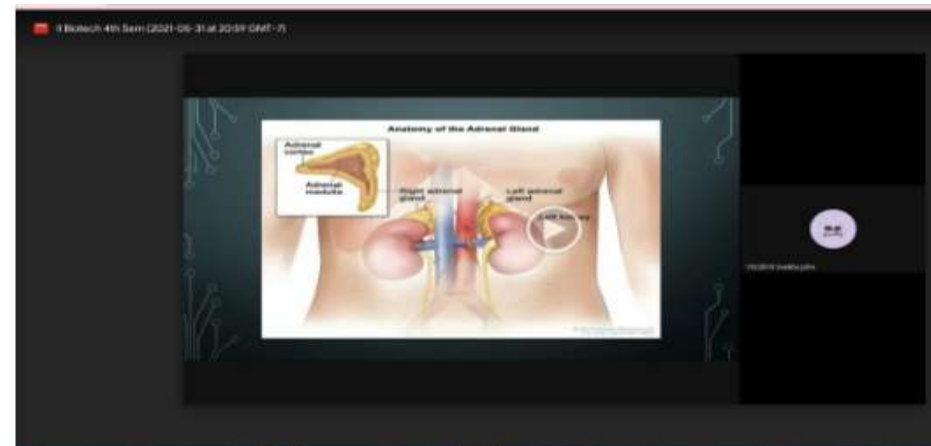 II Biotech 4th Sem (2021-05-31 at 20:59 GMT-7)
Anatomy of the Adrenal Gland
Adrenal
cortex
Adrenal
medulla
Right adrenal
gland
Left adrenal
gland
Left kidney